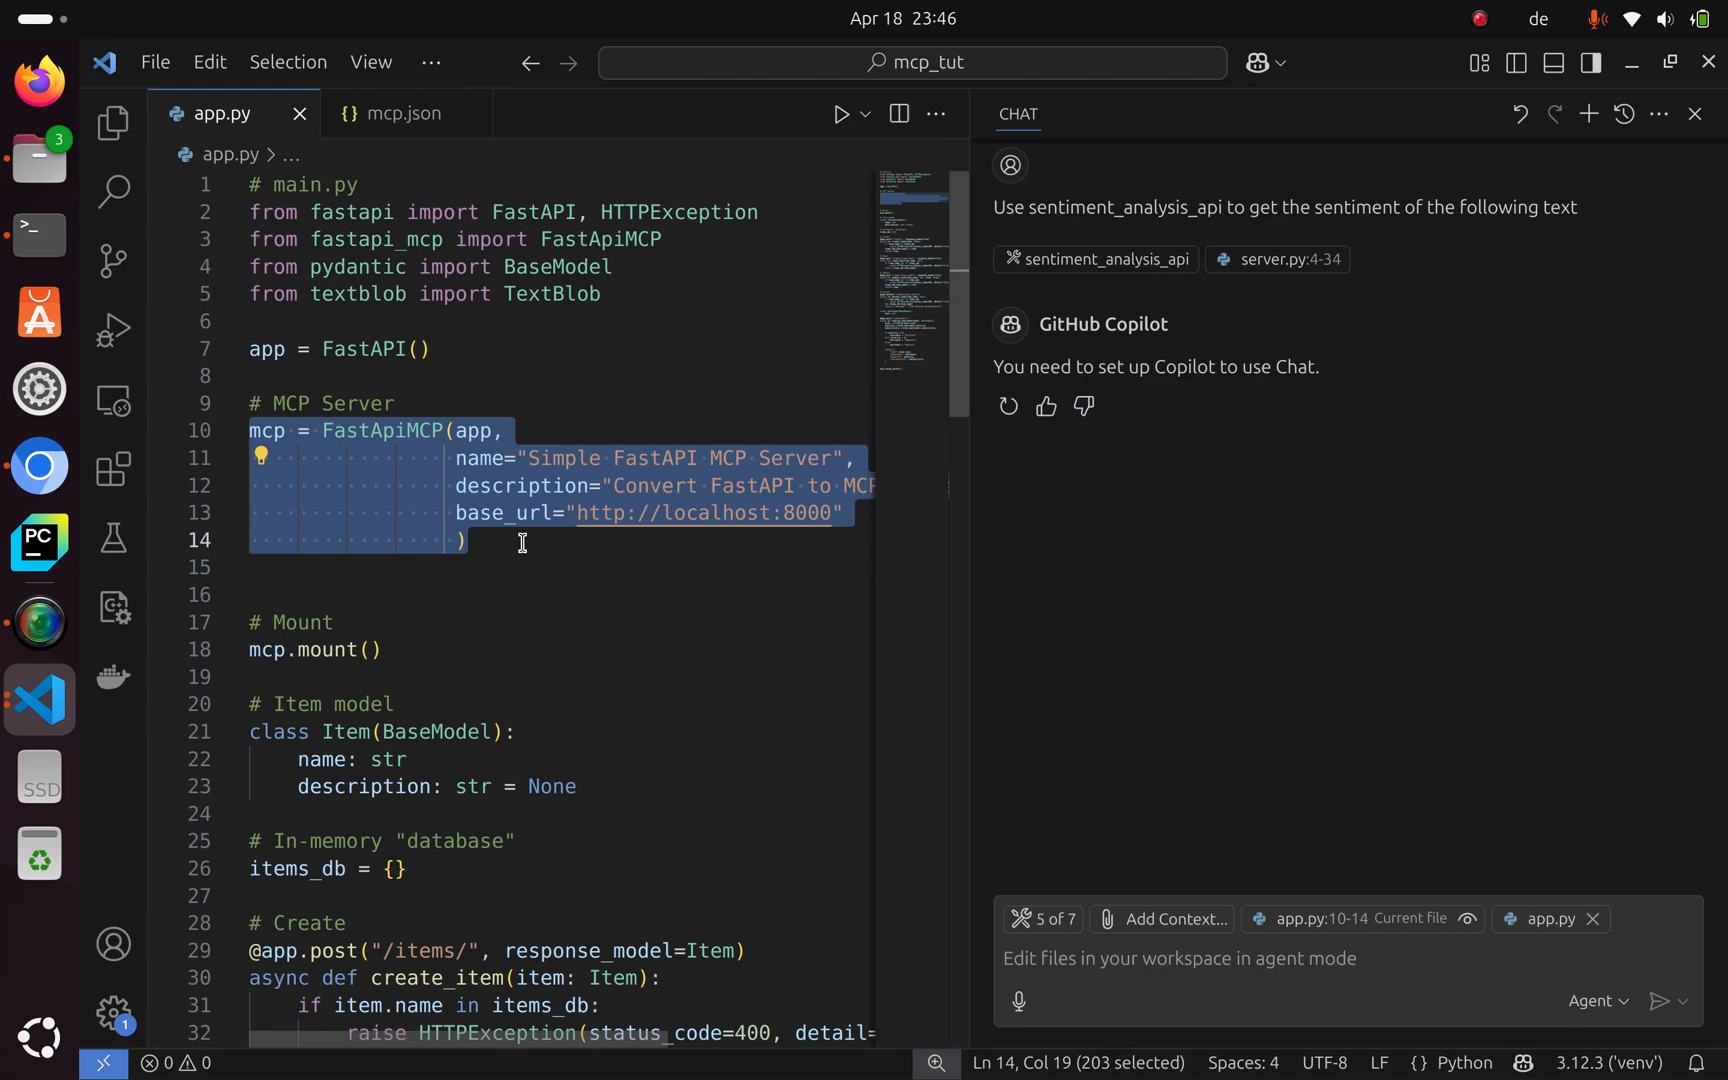 Apr 18 23:46
de
File Edit Selection View ···
mcp_tut
3
PC
SSD
1
app.py
{} mcp.json
app.py > ...
1 # main.py
2 from fastapi import FastAPI, HTTPException
3 from fastapi_mcp import FastApiMCP
4 from pydantic import BaseModel
5 from textblob import TextBlob
6
7 app = FastAPI()
8
9 # MCP Server
10 mcp = FastApiMCP(app,
11 name="Simple FastAPI MCP Server",
12 description="Convert FastAPI to MCP
13 base_url="http://localhost:8000"
14 )
15
16
17 # Mount
18 mcp.mount()
19
20 # Item model
21 class Item(BaseModel):
22 name: str
23 description: str = None
24
25 # In-memory "database"
26 items_db = {}
27
28 # Create
29 @app.post("/items/", response_model=Item)
30 async def create_item(item: Item):
31 if item.name in items_db:
32 raise HTTPException(status_code=400, detail=
CHAT
Use sentiment_analysis_api to get the sentiment of the following text
sentiment_analysis_api server.py:4-34
GitHub Copilot
You need to set up Copilot to use Chat.
5 of 7 Add Context... app.py:10-14 Current file app.py
Edit files in your workspace in agent mode
Agent
0 0 Ln 14, Col 19 (203 selected) Spaces: 4 UTF-8 LF {} Python 3.12.3 ('venv')